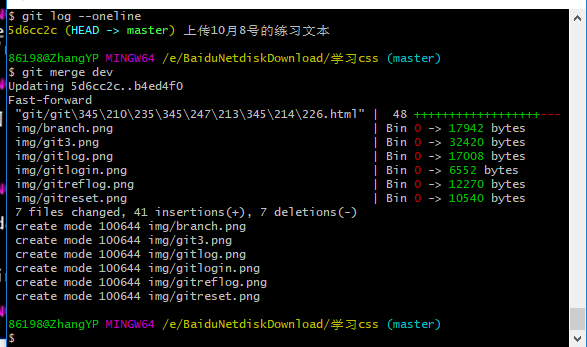 $ git log --oneline
5d6cc2c (HEAD -> master) 上传10月8号的练习文本
86198@ZhangYP MINGW64 /e/BaiduNetdiskDownload/学习css (master)
$ git merge dev
Updating 5d6cc2c..b4ed4f0
Fast-forward
"git/git\345\210\235\345\247\213\345\214\226.html" | 48 ++++++++++++++++++---
img/branch.png | Bin 0 -> 17942 bytes
img/git3.png | Bin 0 -> 32420 bytes
img/gitlog.png | Bin 0 -> 17008 bytes
img/gitlogin.png | Bin 0 -> 6552 bytes
img/gitreflog.png | Bin 0 -> 12270 bytes
img/gitreset.png | Bin 0 -> 10540 bytes
7 files changed, 41 insertions(+), 7 deletions(-)
create mode 100644 img/branch.png
create mode 100644 img/git3.png
create mode 100644 img/gitlog.png
create mode 100644 img/gitlogin.png
create mode 100644 img/gitreflog.png
create mode 100644 img/gitreset.png
86198@ZhangYP MINGW64 /e/BaiduNetdiskDownload/学习css (master)
$